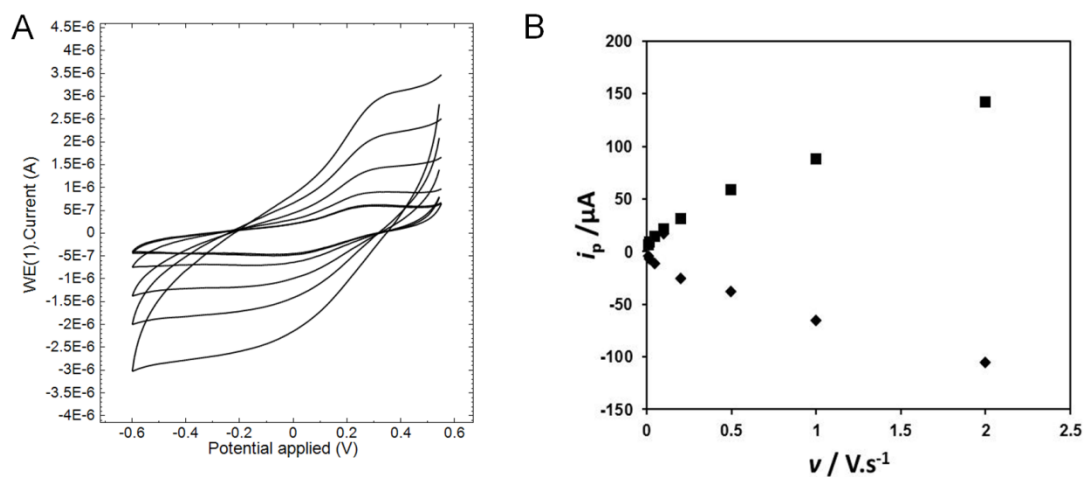 A
4.5E-6
4E-6
3.5E-6
3E-6
2.5E-6
2E-6
1.5E-6
1E-6
5E-7
0
-5E-7
-1E-6
-1.5E-6
-2E-6
-2.5E-6
-3E-6
-3.5E-6
-4E-6
WE(1).Current (A)
-0.6 -0.4 -0.2 0 0.2 0.4 0.6
Potential applied (V)
B
200
150
100
50
0
-50
-100
-150
ip /µA
0 0.5 1 1.5 2 2.5
v / V.s-1